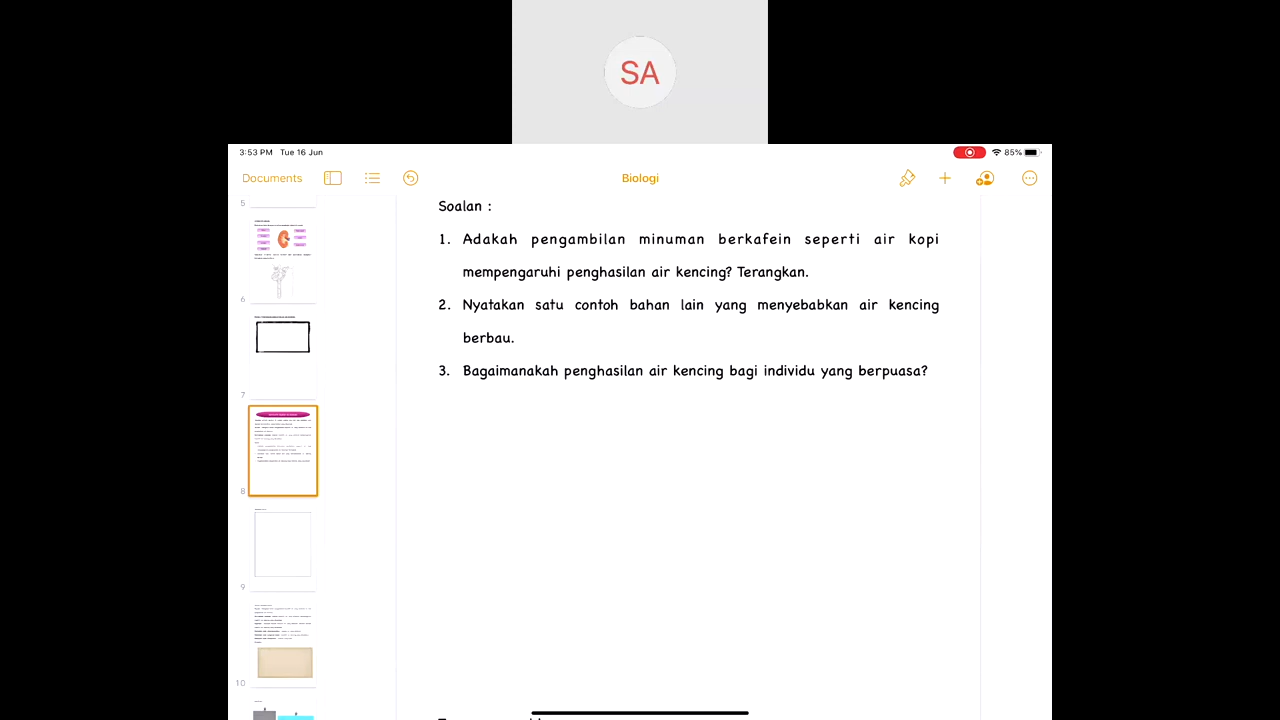 SA
3:53 PM Tue 16 Jun
85%
Documents
Biologi
5
6
7
8
9
10
Soalan :
1. Adakah pengambilan minuman berkafein seperti air kopi
mempengaruhi penghasilan air kencing? Terangkan.
2. Nyatakan satu contoh bahan lain yang menyebabkan air kencing
berbau.
3. Bagaimanakah penghasilan air kencing bagi individu yang berpuasa?